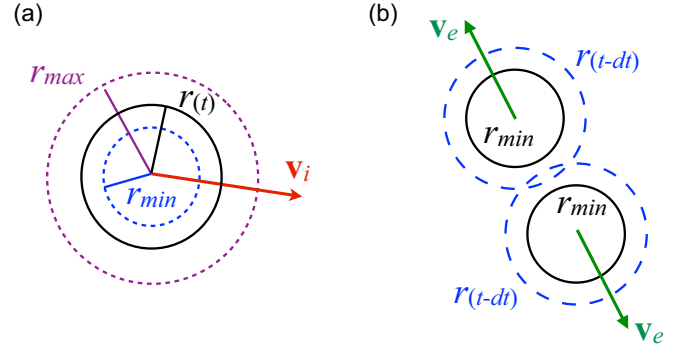 (a)
r_max
r_(t)
v_i
r_min
(b)
v_e
r_(t-dt)
r_min
r_min
r_(t-dt)
v_e